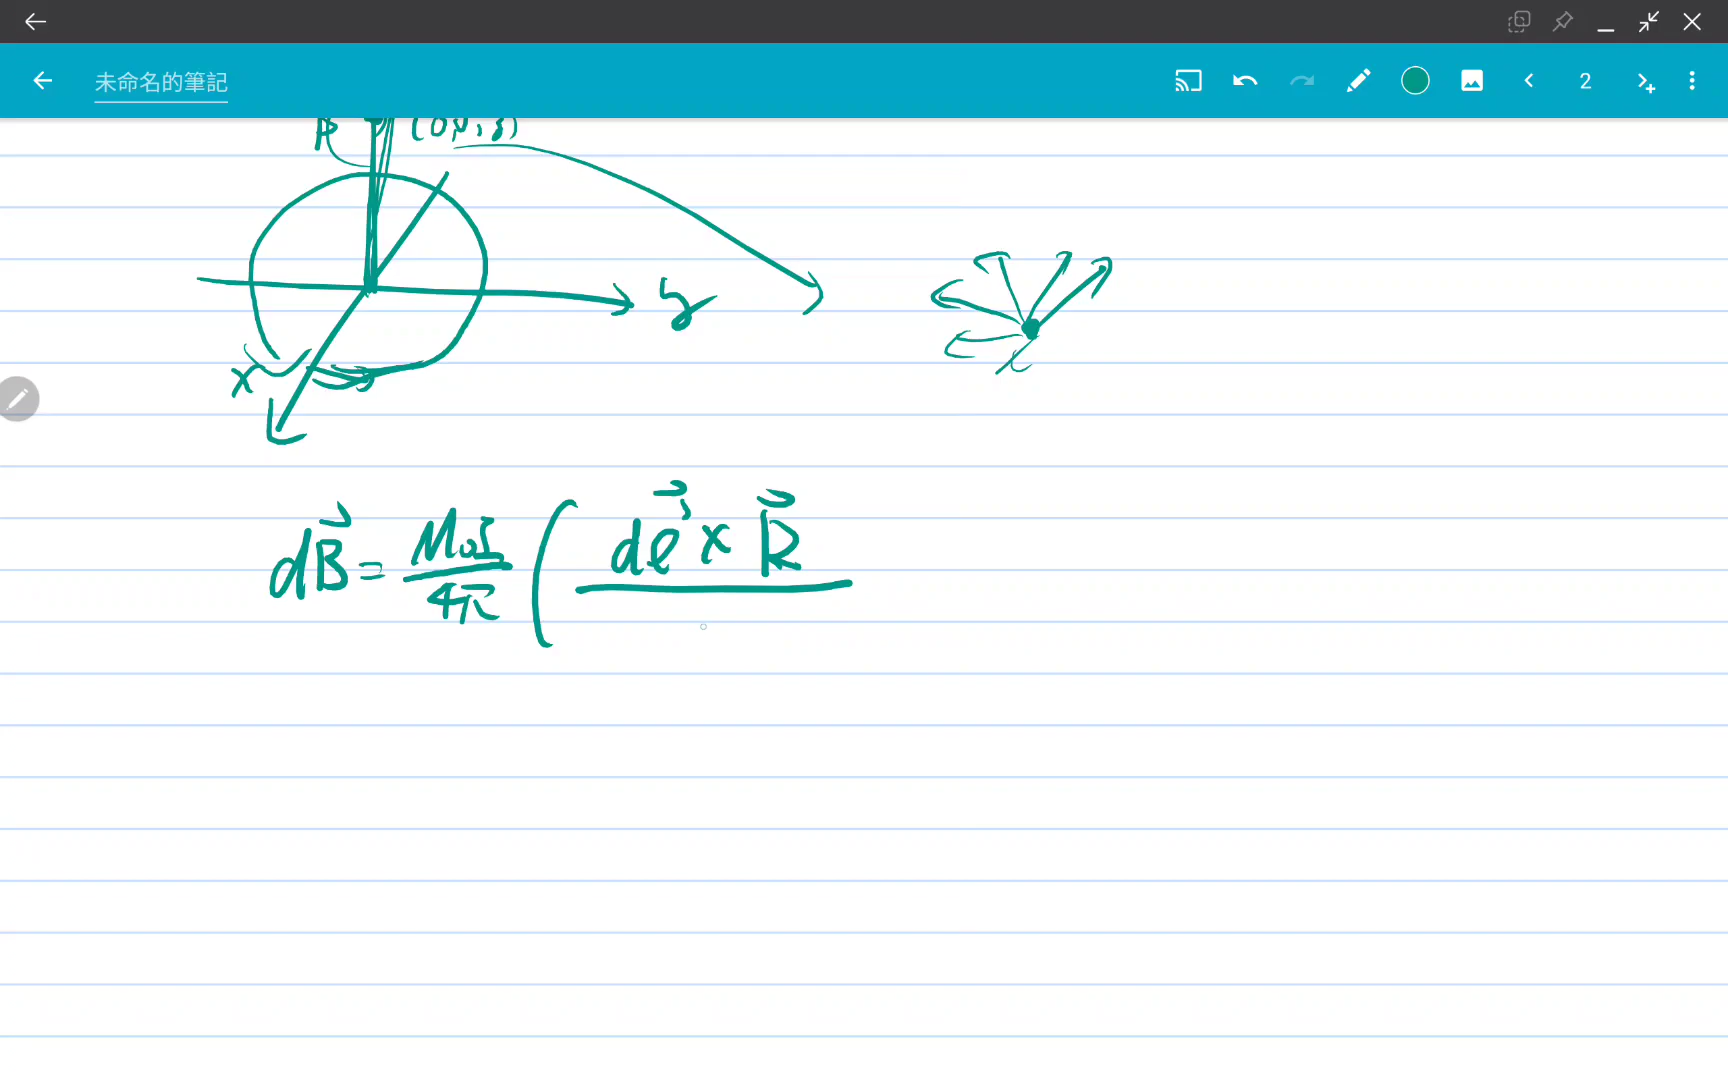 未命名的筆記
2
P (0,0,z)
y
x
dB⃗ = μ₀I/4π ( dl⃗' × R⃗